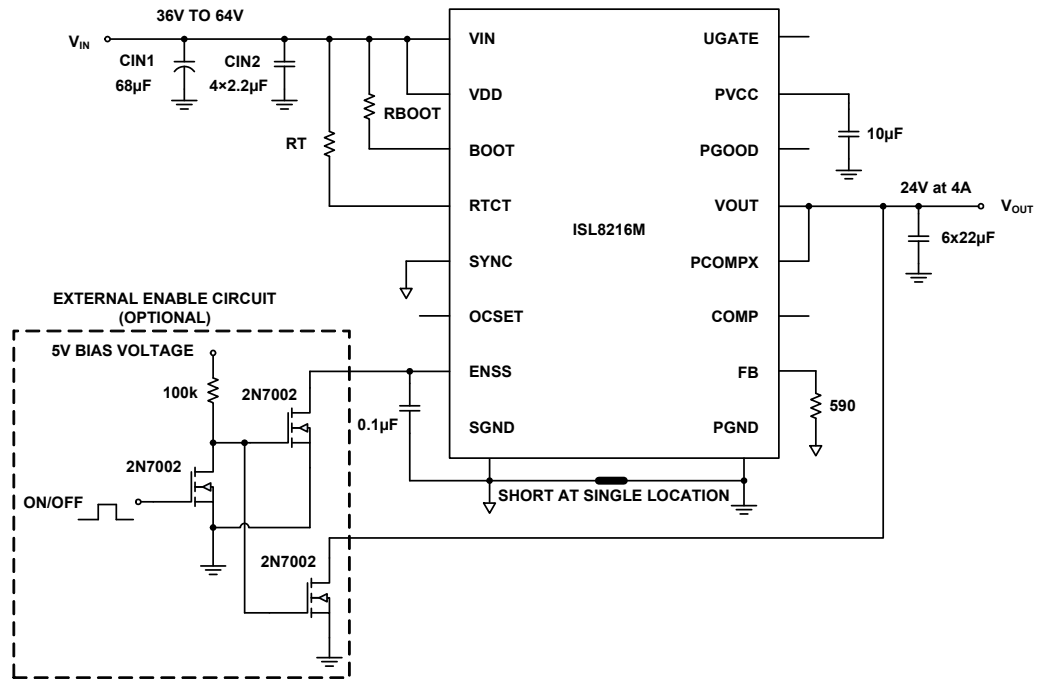 36V TO 64V
V_IN
CIN1
68µF
CIN2
4×2.2µF
RBOOT
RT
VIN
VDD
BOOT
RTCT
SYNC
OCSET
ENSS
SGND
ISL8216M
UGATE
PVCC
PGOOD
VOUT
PCOMPX
COMP
FB
PGND
10µF
24V at 4A
V_OUT
6x22µF
590
EXTERNAL ENABLE CIRCUIT
(OPTIONAL)
5V BIAS VOLTAGE
100k
2N7002
0.1µF
2N7002
ON/OFF
SHORT AT SINGLE LOCATION
2N7002